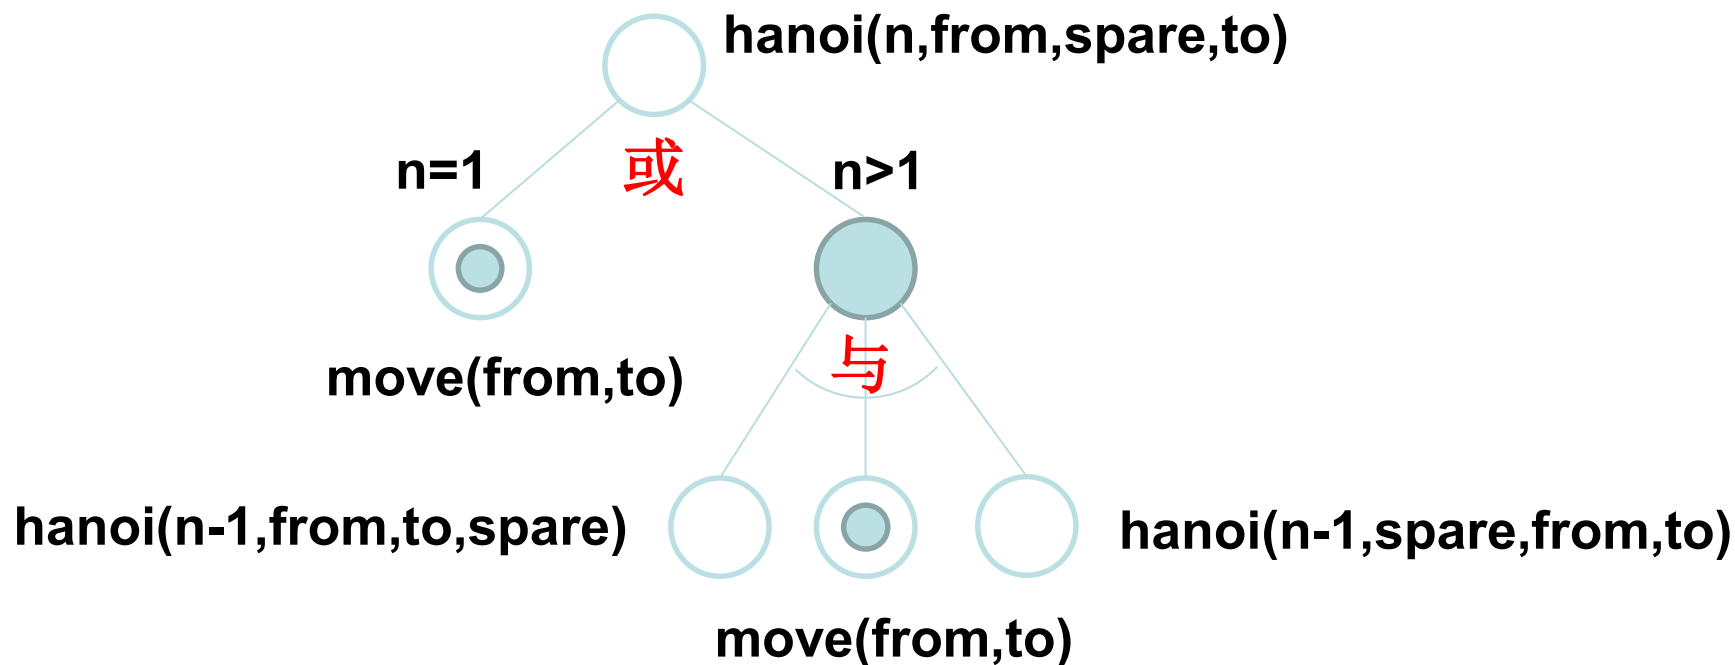 hanoi(n,from,spare,to)
n=1
或
n>1
move(from,to)
与
hanoi(n-1,from,to,spare)
hanoi(n-1,spare,from,to)
move(from,to)